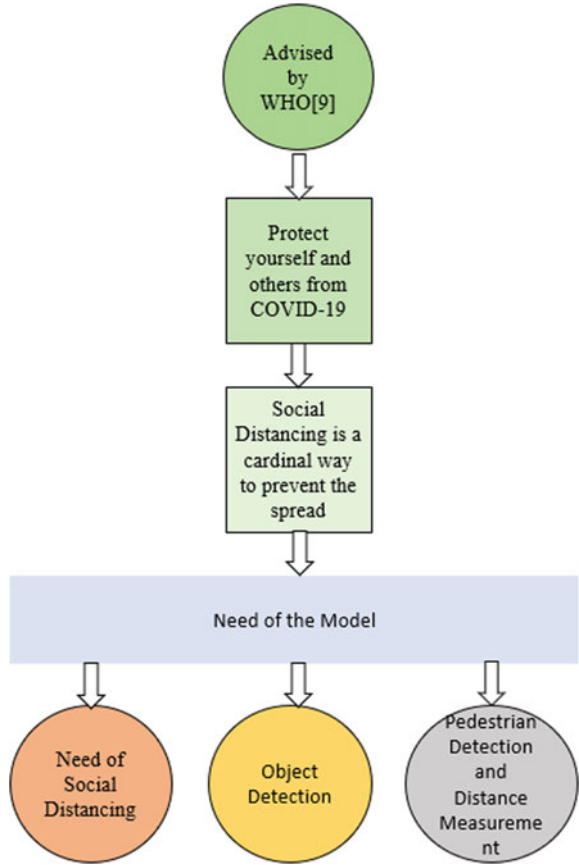 Advised
by
WHO[9]
Protect
yourself and
others from
COVID-19
Social
Distancing is a
cardinal way
to prevent the
spread
Need of the Model
Need of
Social
Distancing
Object
Detection
Pedestrian
Detection
and
Distance
Measureme
nt